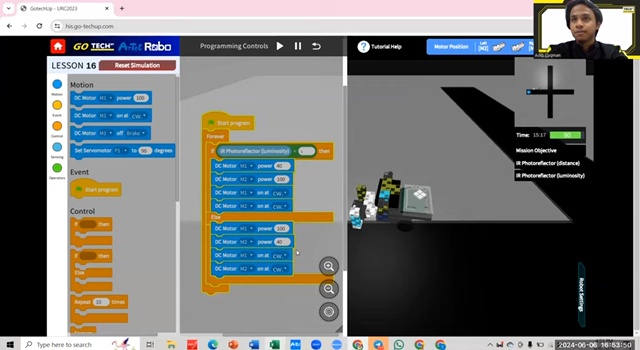 GotechUp - URC2023
his.go-techup.com
GO TECH
Artec Robo
Programming Controls
Tutorial Help
Motor Position
LESSON 16
Reset Simulation
Motion
DC Motor M1 power 100
DC Motor M1 on at CW.
DC Motor M1 off Brake
Set Servomotor at 90 degrees
Event
Start program
Control
If then
If then
Else
Repeat 10 times
Motion
Event
Control
Sensing
Operators
Start program
Forever
If IR Photoreflector (luminosity) then
DC Motor M1 power 40
DC Motor M2 power 100
DC Motor M1 on at CW.
DC Motor M2 on at CW.
Else
DC Motor M1 power 100
DC Motor M2 power 40
DC Motor M1 on at CW.
DC Motor M2 on at CW.
Time: 15:17
Mission Objective
IR Photoreflector (distance)
IR Photoreflector (luminosity)
Robot Settings
Type here to search
2024-06-06 16:53:50